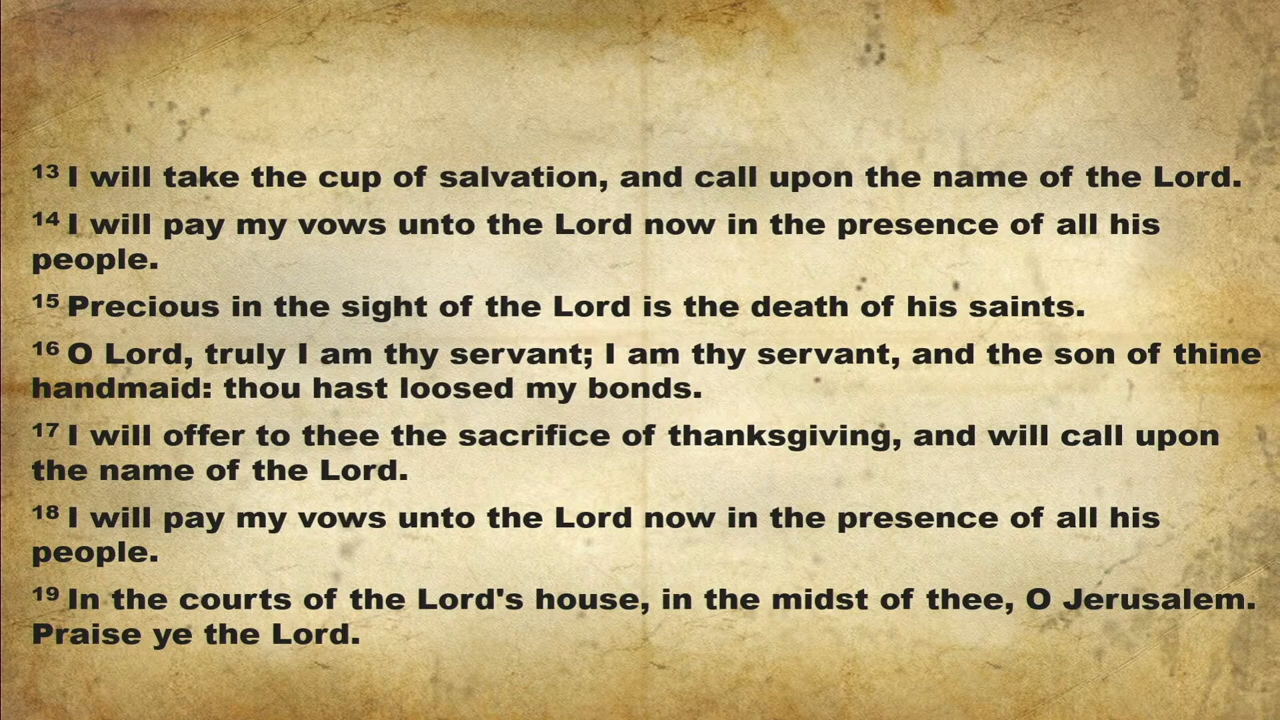 13 I will take the cup of salvation, and call upon the name of the Lord.
14 I will pay my vows unto the Lord now in the presence of all his
people.
15 Precious in the sight of the Lord is the death of his saints.
16 O Lord, truly I am thy servant; I am thy servant, and the son of thine
handmaid: thou hast loosed my bonds.
17 I will offer to thee the sacrifice of thanksgiving, and will call upon
the name of the Lord.
18 I will pay my vows unto the Lord now in the presence of all his
people.
19 In the courts of the Lord's house, in the midst of thee, O Jerusalem.
Praise ye the Lord.